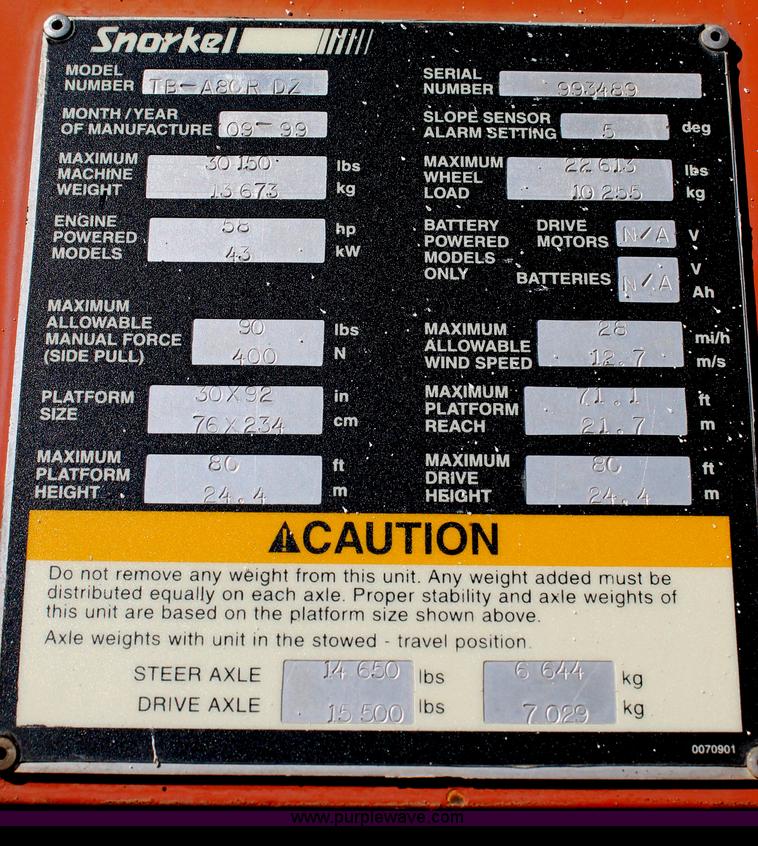 Snorkel
MODEL NUMBER TB-A80R DZ
SERIAL NUMBER 993489
MONTH/YEAR OF MANUFACTURE 09-99
SLOPE SENSOR ALARM SETTING 5 deg
MAXIMUM MACHINE WEIGHT 30 150 lbs 13 673 kg
MAXIMUM WHEEL LOAD 22 613 lbs 10 255 kg
ENGINE POWERED MODELS 58 hp 43 kW
BATTERY POWERED MODELS ONLY DRIVE MOTORS N/A V
BATTERIES N/A V Ah
MAXIMUM ALLOWABLE MANUAL FORCE (SIDE PULL) 90 lbs 400 N
MAXIMUM ALLOWABLE WIND SPEED 28 mi/h 12.7 m/s
PLATFORM SIZE 30X92 in 76X234 cm
MAXIMUM PLATFORM REACH 71.1 ft 21.7 m
MAXIMUM PLATFORM HEIGHT 80 ft 24.4 m
MAXIMUM DRIVE HEIGHT 80 ft 24.4 m
CAUTION
Do not remove any weight from this unit. Any weight added must be
distributed equally on each axle. Proper stability and axle weights of
this unit are based on the platform size shown above.
Axle weights with unit in the stowed - travel position.
STEER AXLE 14 650 lbs 6 644 kg
DRIVE AXLE 15 500 lbs 7 029 kg
0070901
www.purplewave.com